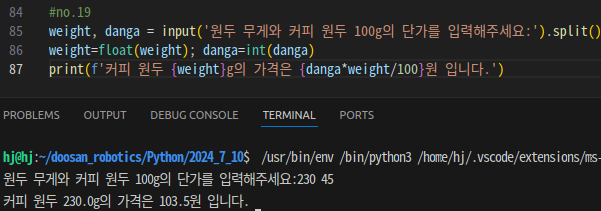 84 #no.19
85 weight, danga = input('원두 무게와 커피 원두 100g의 단가를 입력해주세요:').split()
86 weight=float(weight); danga=int(danga)
87 print(f'커피 원두 {weight}g의 가격은 {danga*weight/100}원 입니다.')
PROBLEMS OUTPUT DEBUG CONSOLE TERMINAL PORTS
hj@hj:~/doosan_robotics/Python/2024_7_10$ /usr/bin/env /bin/python3 /home/hj/.vscode/extensions/ms-
원두 무게와 커피 원두 100g의 단가를 입력해주세요:230 45
커피 원두 230.0g의 가격은 103.5원 입니다.